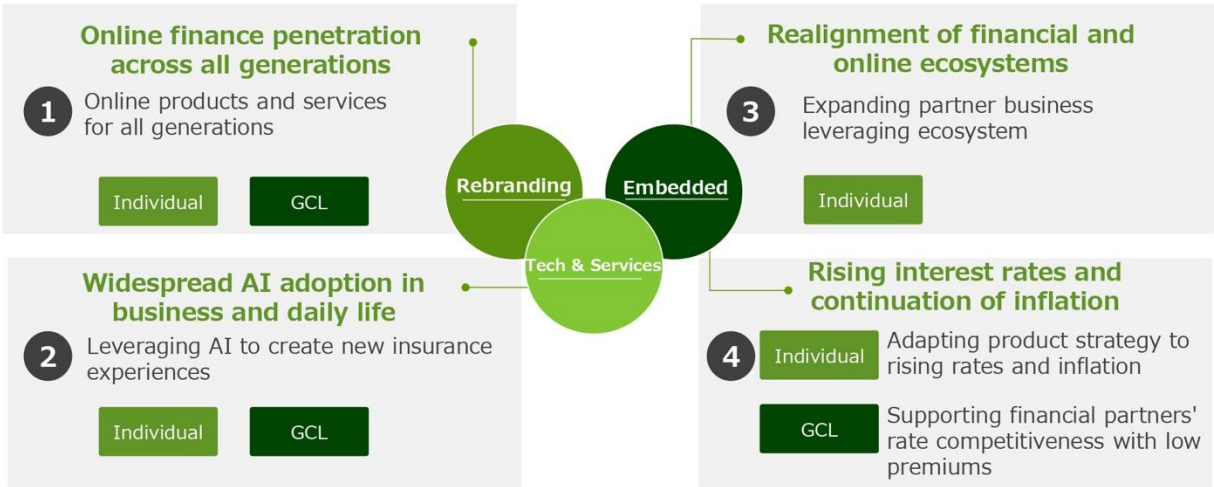 Online finance penetration
across all generations
1
Online products and services
for all generations
Individual
GCL
Rebranding
Embedded
Tech & Services
Realignment of financial and
online ecosystems
3
Expanding partner business
leveraging ecosystem
Individual
Widespread AI adoption in
business and daily life
2
Leveraging AI to create new insurance
experiences
Individual
GCL
Rising interest rates and
continuation of inflation
4
Individual
Adapting product strategy to
rising rates and inflation
GCL
Supporting financial partners'
rate competitiveness with low
premiums